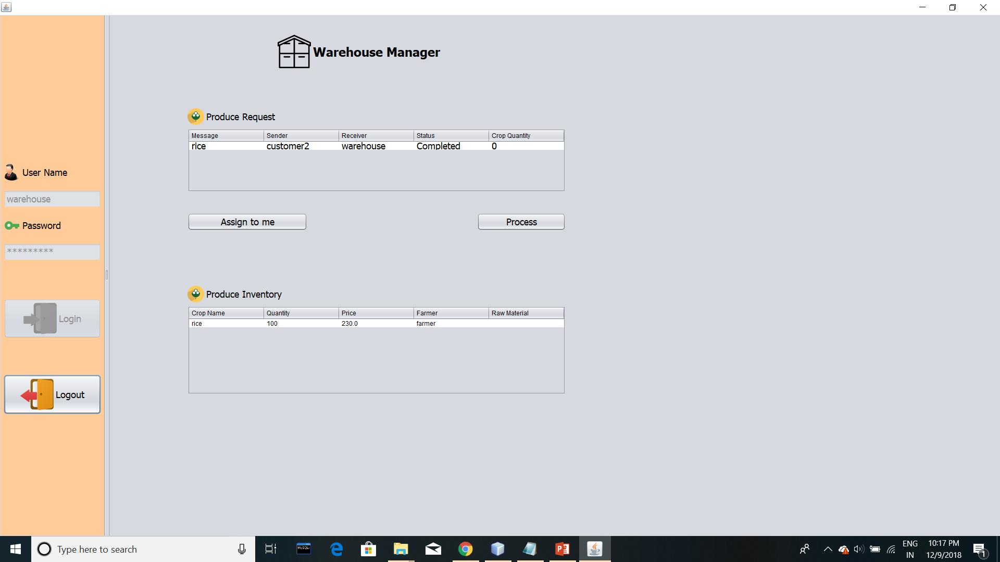 Warehouse Manager
Produce Request
Message Sender Receiver Status Crop Quantity
rice customer2 warehouse Completed 0
User Name
warehouse
Assign to me Process
Password
*********
Produce Inventory
Crop Name Quantity Price Farmer Raw Material
rice 100 230.0 farmer
Login
Logout
Type here to search
MySQL
P
ENG
IN
10:17 PM
12/9/2018
1